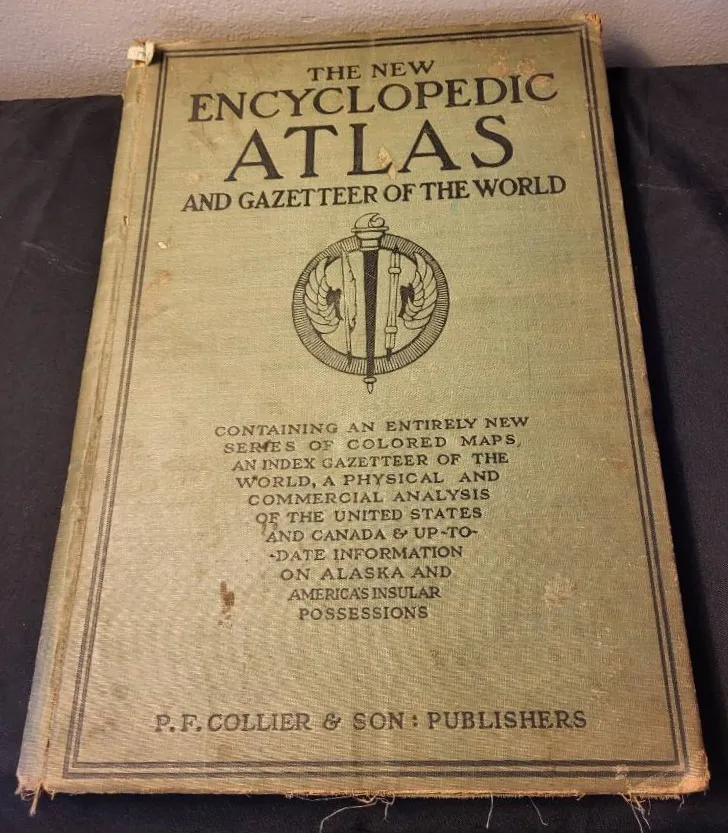 THE NEW
ENCYCLOPEDIC
ATLAS
AND GAZETTEER OF THE WORLD
CONTAINING AN ENTIRELY NEW
SERIES OF COLORED MAPS,
AN INDEX GAZETTEER OF THE
WORLD, A PHYSICAL AND
COMMERCIAL ANALYSIS
OF THE UNITED STATES
AND CANADA & UP-TO-
-DATE INFORMATION
ON ALASKA AND
AMERICA'S INSULAR
POSSESSIONS
P. F. COLLIER & SON : PUBLISHERS